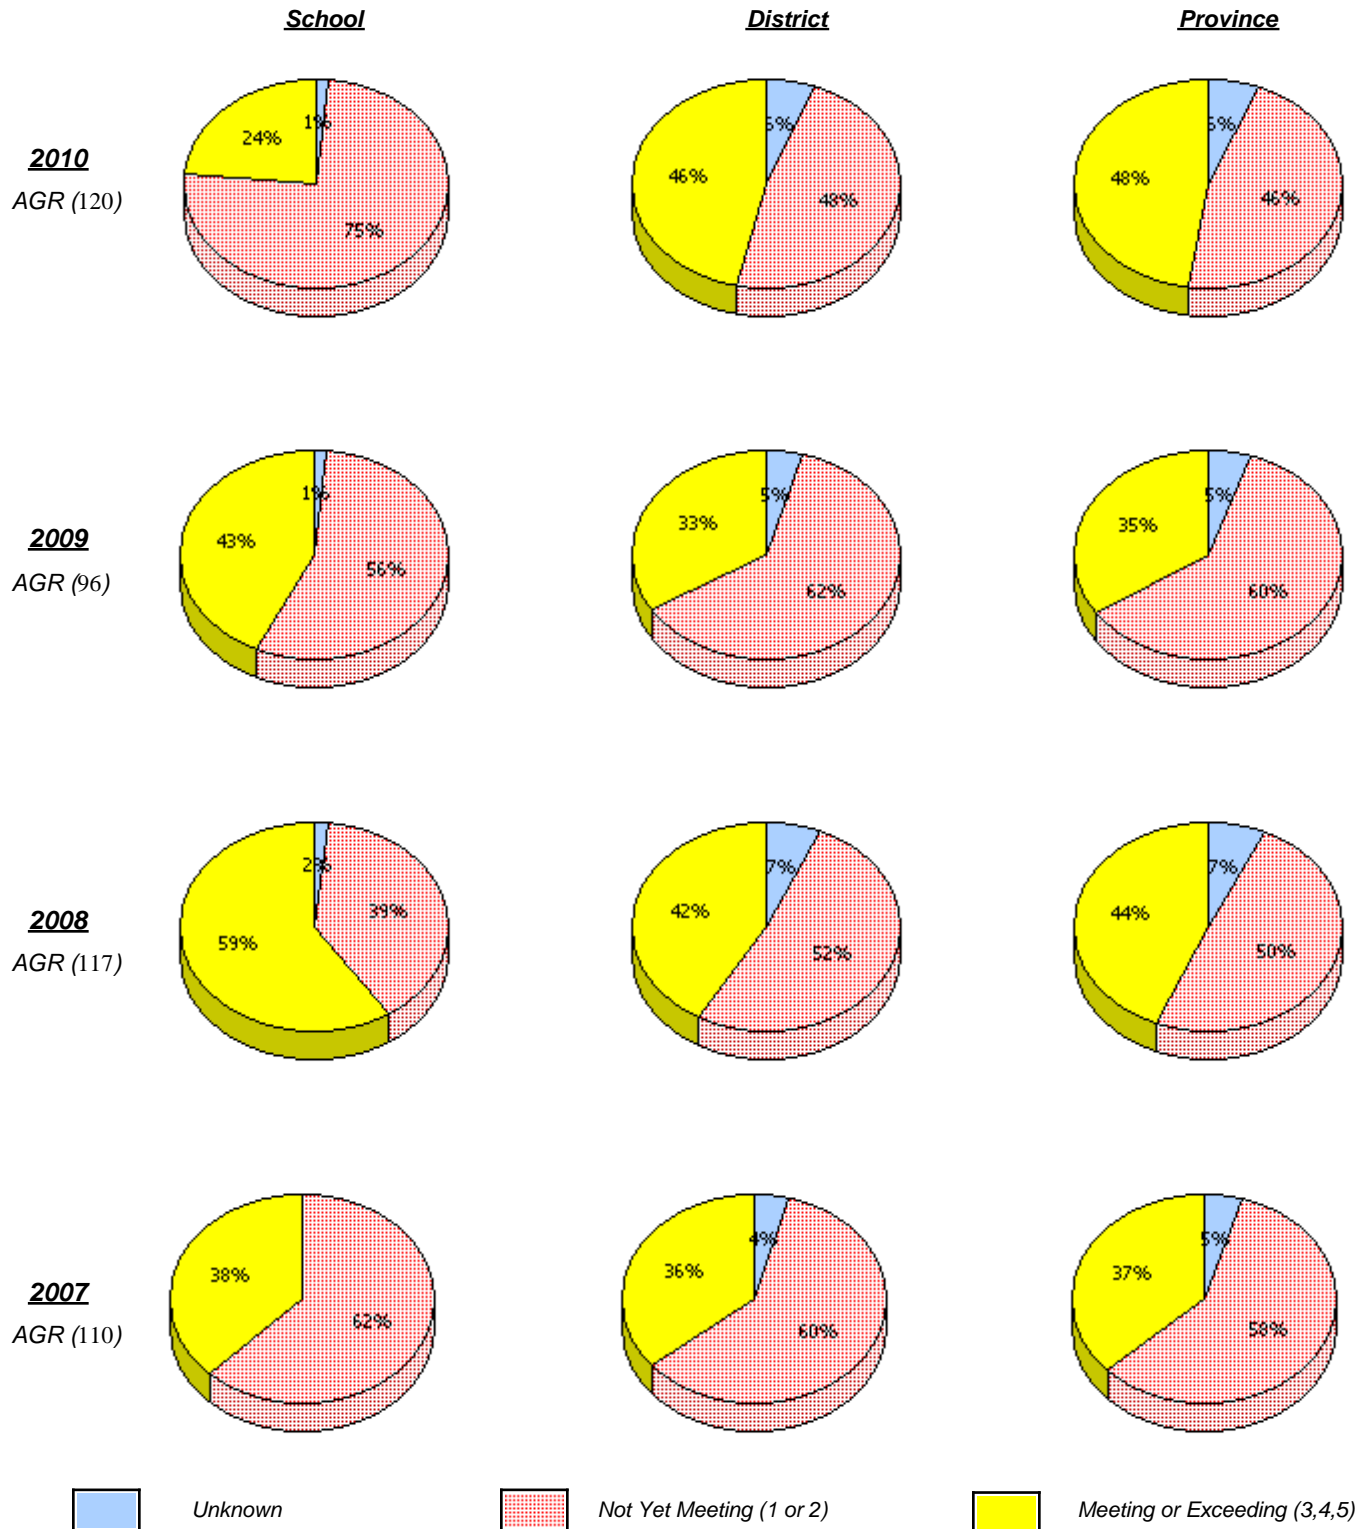 School District Province
24% 1% 75%
46% 6% 48%
48% 6% 46%
2010
AGR (120)
43% 1% 56%
33% 5% 62%
35% 5% 60%
2009
AGR (96)
59% 2% 39%
42% 7% 52%
44% 7% 50%
2008
AGR (117)
38% 62%
36% 4% 60%
37% 5% 58%
2007
AGR (110)
Unknown Not Yet Meeting (1 or 2) Meeting or Exceeding (3,4,5)